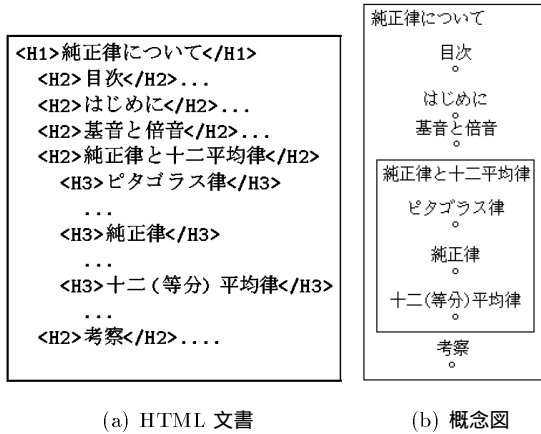 <H1>純正律について</H1>
<H2>目次</H2>...
<H2>はじめに</H2>...
<H2>基音と倍音</H2>...
<H2>純正律と十二平均律</H2>
<H3>ピタゴラス律</H3>
...
<H3>純正律</H3>
...
<H3>十二(等分)平均律</H3>
...
<H2>考察</H2>....
(a) HTML 文書
純正律について
目次
はじめに
基音と倍音
純正律と十二平均律
ピタゴラス律
純正律
十二(等分)平均律
考察
(b) 概念図